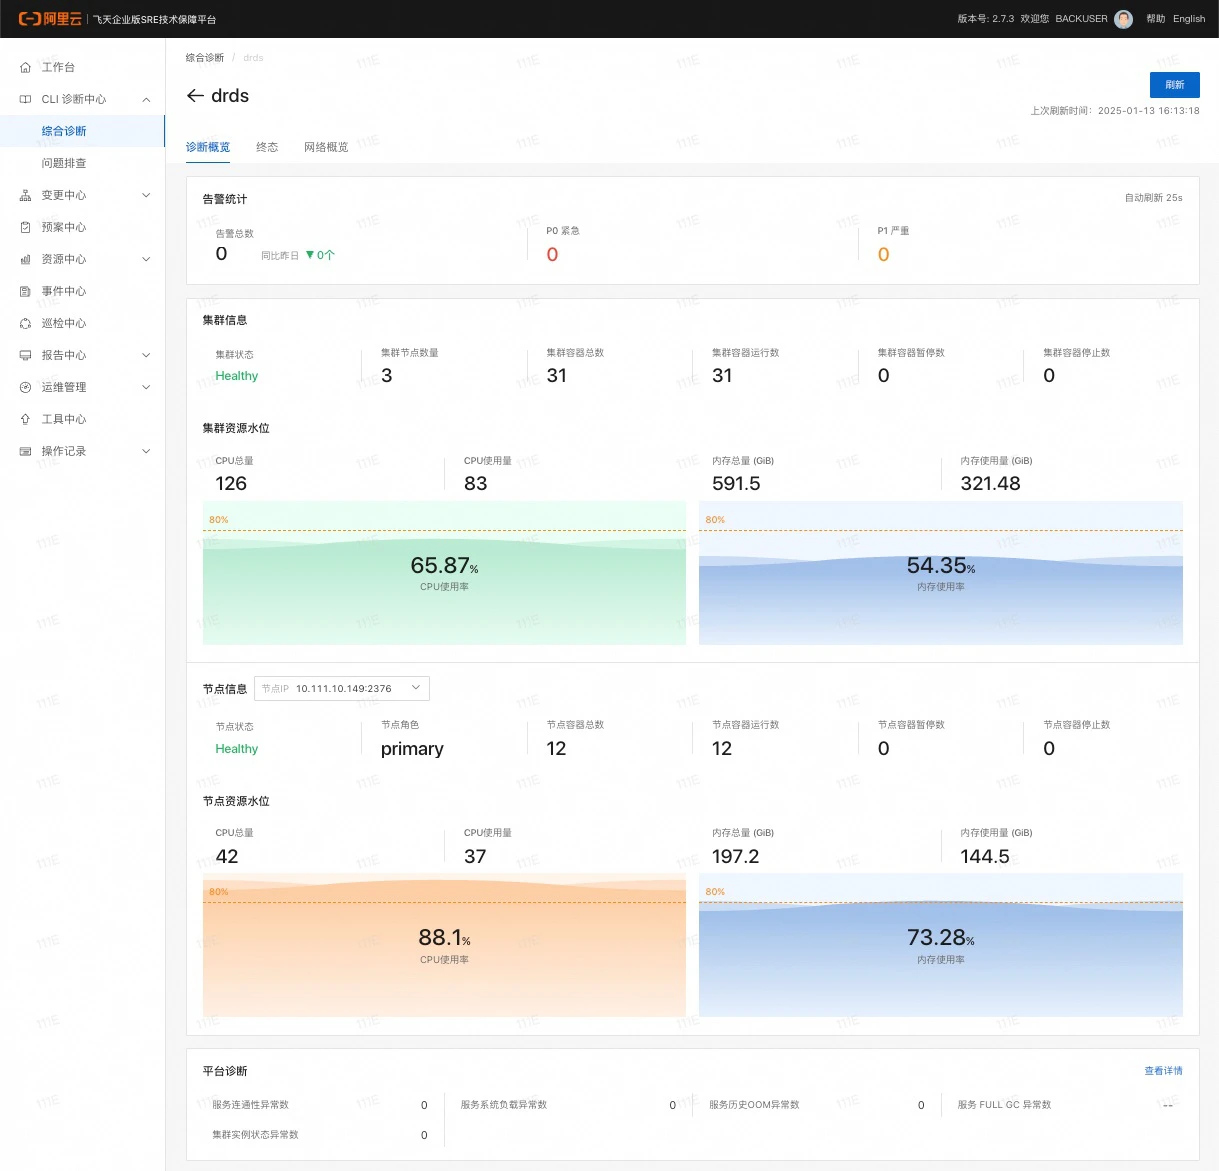 阿里云 飞天企业版SRE技术保障平台
版本号: 2.7.3 欢迎您 BACKUSER 帮助 English
工作台
CLI 诊断中心
综合诊断
问题排查
变更中心
预案中心
资源中心
事件中心
巡检中心
报告中心
运维管理
工具中心
操作记录
综合诊断 / drds
← drds
刷新
上次刷新时间: 2025-01-13 16:13:18
诊断概览 终态 网络概览
告警统计 自动刷新 25s
告警总数 P0 紧急 P1 严重
0 同比昨日 ▼0个 0 0
集群信息
集群状态 集群节点数量 集群容器总数 集群容器运行数 集群容器暂停数 集群容器停止数
Healthy 3 31 31 0 0
集群资源水位
CPU总量 CPU使用量 内存总量 (GiB) 内存使用量 (GiB)
126 83 591.5 321.48
80% 80%
65.87% 54.35%
CPU使用率 内存使用率
节点信息 节点IP 10.111.10.149:2376
节点状态 节点角色 节点容器总数 节点容器运行数 节点容器暂停数 节点容器停止数
Healthy primary 12 12 0 0
节点资源水位
CPU总量 CPU使用量 内存总量 (GiB) 内存使用量 (GiB)
42 37 197.2 144.5
80% 80%
88.1% 73.28%
CPU使用率 内存使用率
平台诊断 查看详情
服务连通性异常数 0 服务系统负载异常数 0 服务历史OOM异常数 0 服务 FULL GC 异常数 --
集群实例状态异常数 0